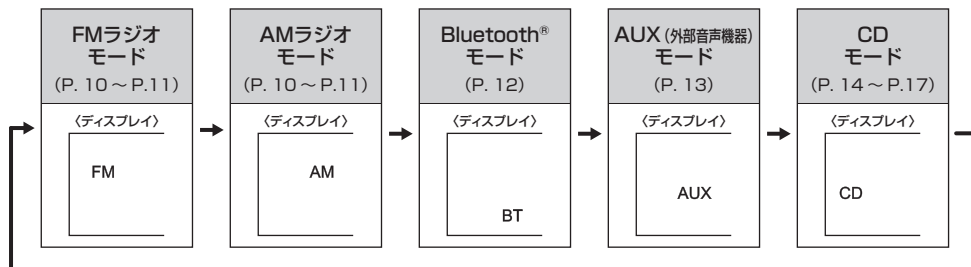 FMラジオ
モード
(P. 10～P.11)
〈ディスプレイ〉
FM
AMラジオ
モード
(P. 10～P.11)
〈ディスプレイ〉
AM
Bluetooth®
モード
(P. 12)
〈ディスプレイ〉
BT
AUX(外部音声機器)
モード
(P. 13)
〈ディスプレイ〉
AUX
CD
モード
(P. 14～P.17)
〈ディスプレイ〉
CD